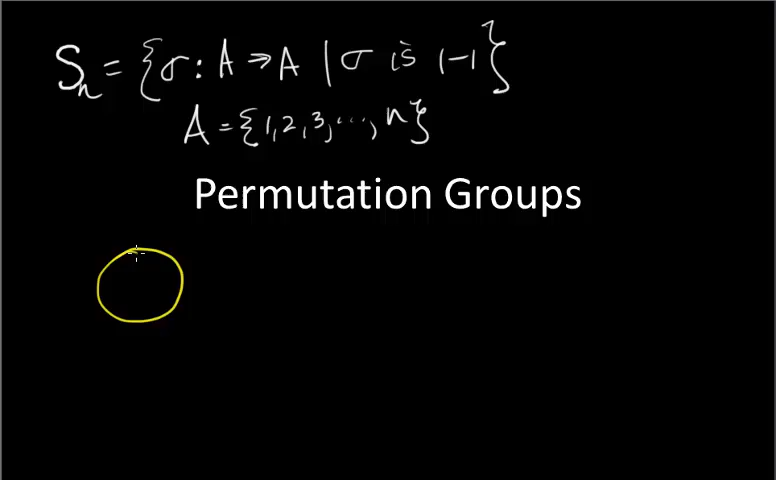 Sₙ = {σ: A → A | σ is 1-1}
A = {1, 2, 3, ..., n}
Permutation Groups